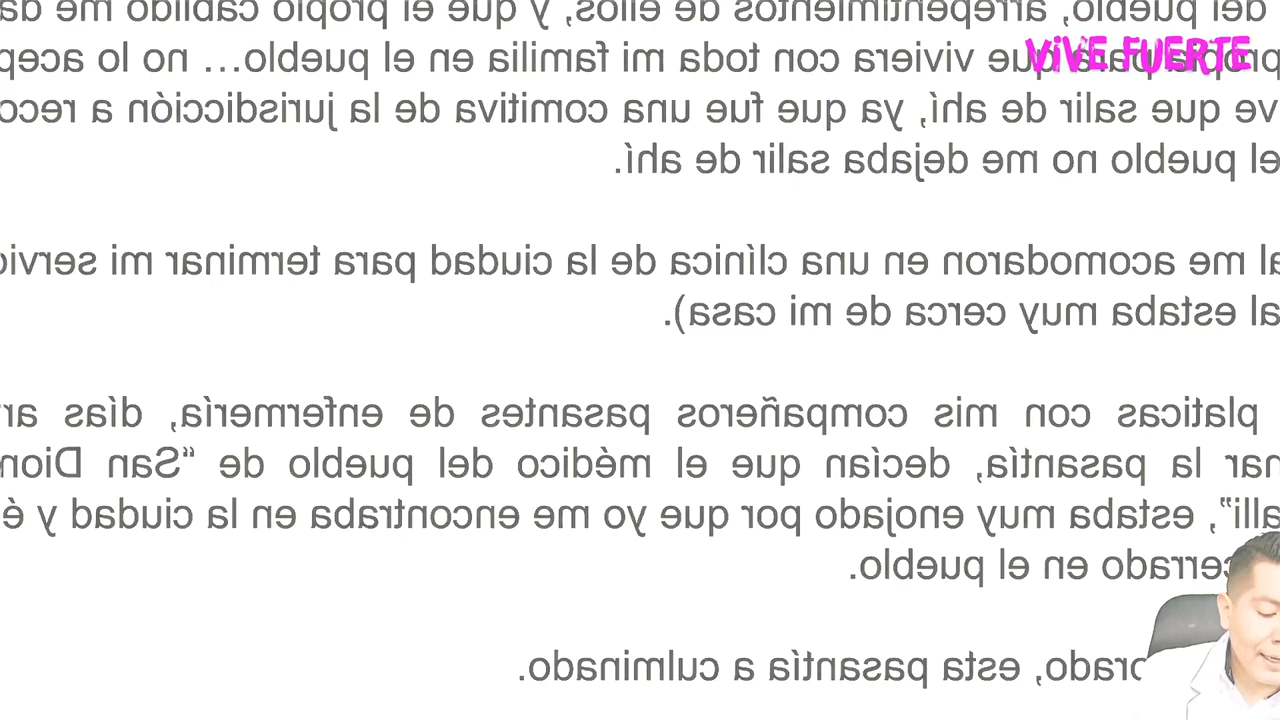 VIVE FUERTE
del pueblo, arrepentimientos de ellos, y que el propio cabildo me da
para que viviera con toda mi familia en el pueblo… no lo acep
ve que salir de ahí, ya que fue una comitiva de la jurisdicción a reco
el pueblo no me dejaba salir de ahí.
al me acomodaron en una clínica de la ciudad para terminar mi servic
al estaba muy cerca de mi casa).
platicas con mis compañeros pasantes de enfermería, días
nar la pasantía, decían que el médico del pueblo de “San Dion
alli”, estaba muy enojado por que yo me encontraba en la ciudad y é
cerrado en el pueblo.
orado, esta pasantía a culminado.